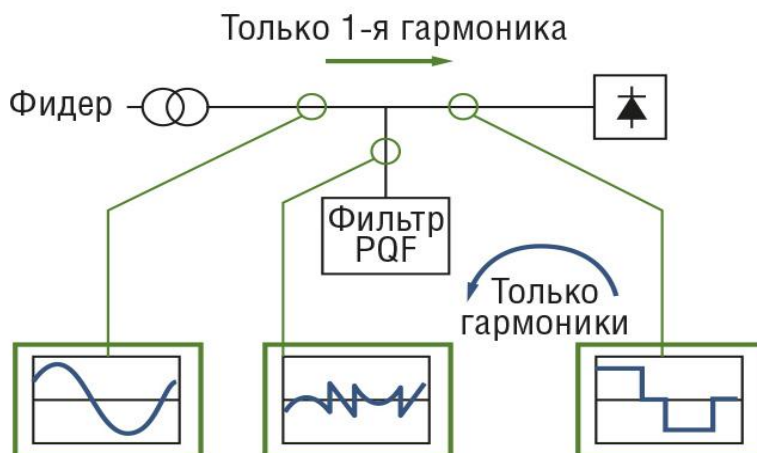 Только 1-я гармоника
Фидер
Фильтр
PQF
Только
гармоники